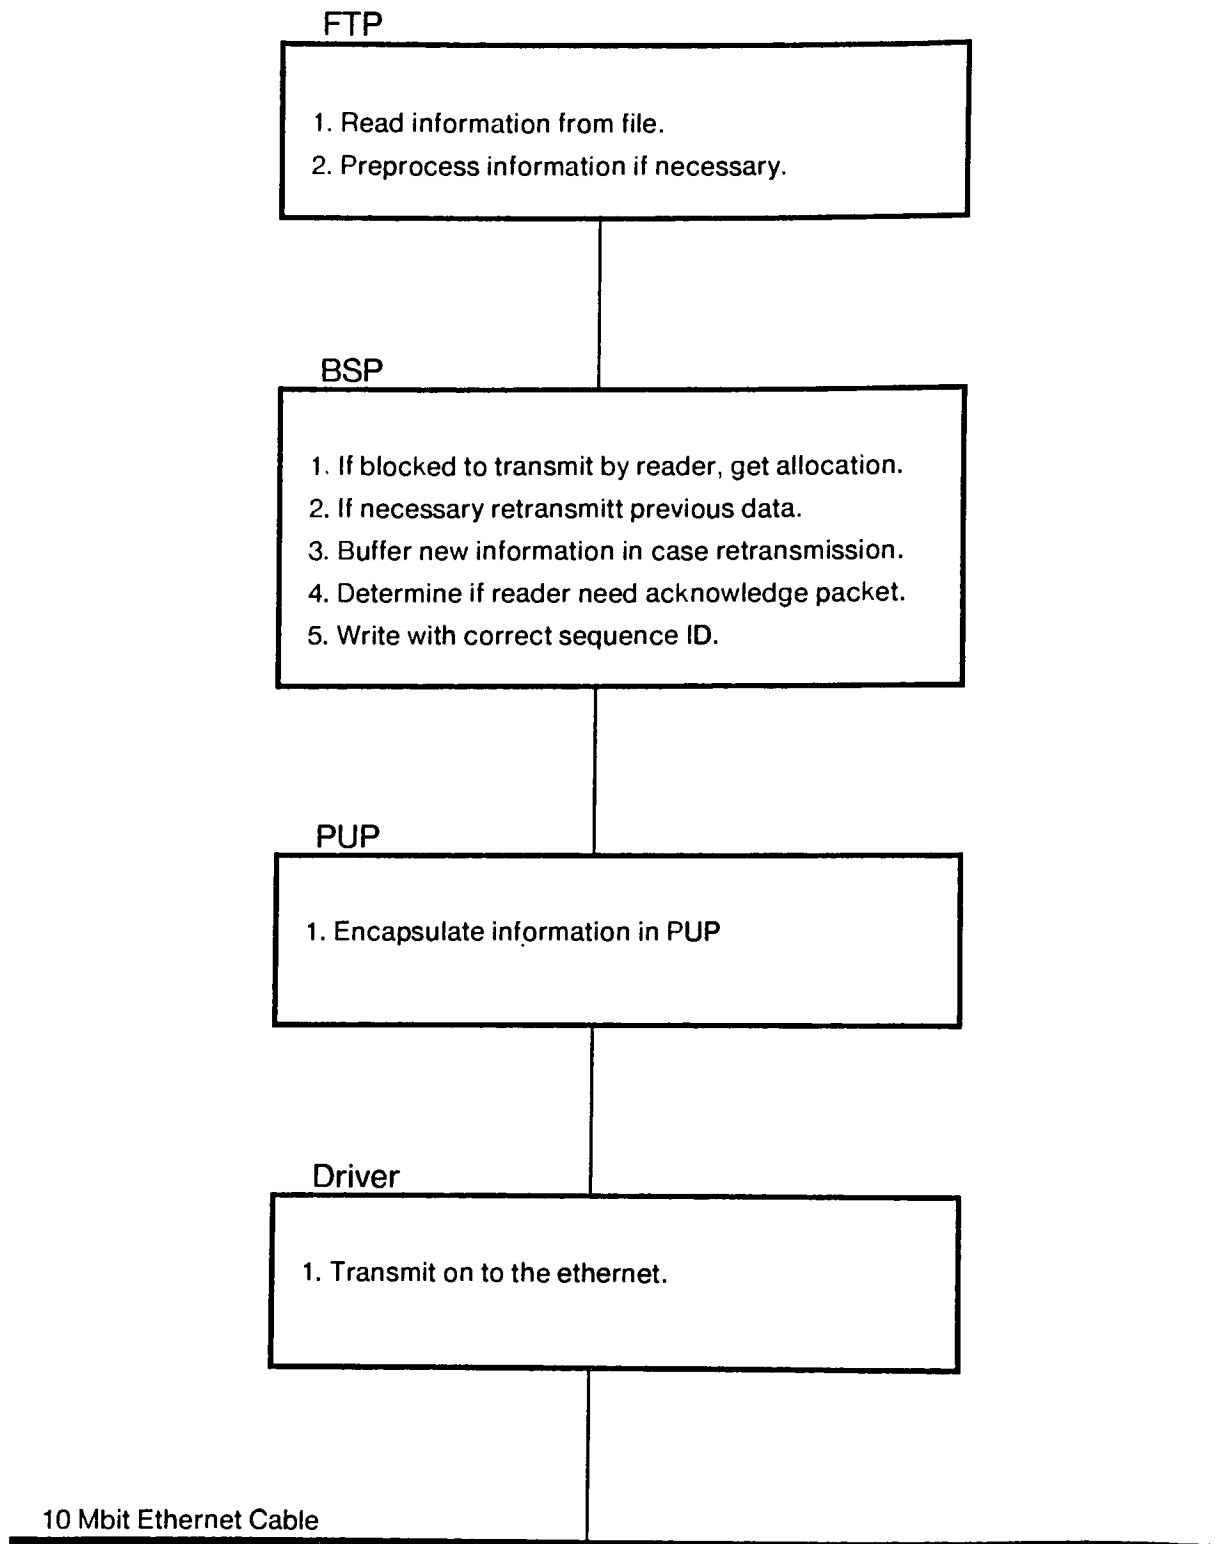 FTP
1. Read information from file.
2. Preprocess information if necessary.
BSP
1. If blocked to transmit by reader, get allocation.
2. If necessary retransmitt previous data.
3. Buffer new information in case retransmission.
4. Determine if reader need acknowledge packet.
5. Write with correct sequence ID.
PUP
1. Encapsulate information in PUP
Driver
1. Transmit on to the ethernet.
10 Mbit Ethernet Cable